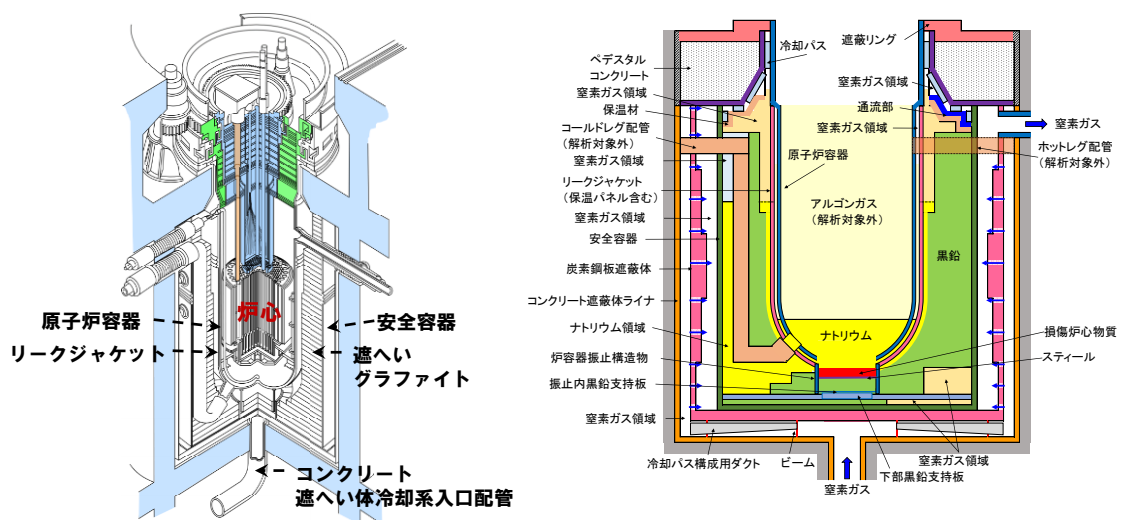 炉心
原子炉容器
リークジャケット
安全容器
遮へい
グラファイト
コンクリート
遮へい体冷却系入口配管
冷却パス
遮蔽リング
ペデスタル
コンクリート
窒素ガス領域
保温材
コールドレグ配管
(解析対象外)
窒素ガス領域
リークジャケット
(保温パネル含む)
窒素ガス領域
安全容器
炭素鋼板遮蔽体
コンクリート遮蔽体ライナ
ナトリウム領域
炉容器振止構造物
振止内黒鉛支持板
窒素ガス領域
冷却パス構成用ダクト
ビーム
窒素ガス
下部黒鉛支持板
窒素ガス領域
原子炉容器
アルゴンガス
(解析対象外)
ナトリウム
黒鉛
窒素ガス領域
通流部
窒素ガス領域
窒素ガス
ホットレグ配管
(解析対象外)
損傷炉心物質
スティール